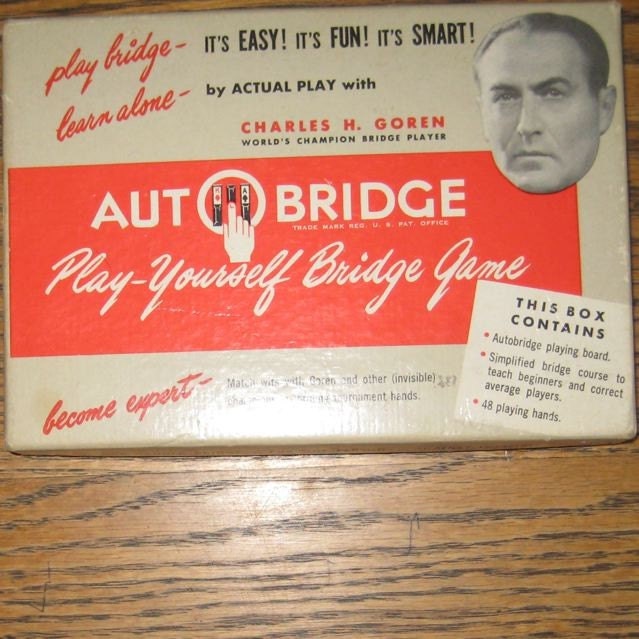 play bridge-
learn alone-
IT'S EASY! IT'S FUN! IT'S SMART!
by ACTUAL PLAY with
CHARLES H. GOREN
WORLD'S CHAMPION BRIDGE PLAYER
AUTOBRIDGE
TRADE MARK REG. U. S. PAT. OFFICE
Play-Yourself Bridge Game
THIS BOX
CONTAINS
• Autobridge playing board.
• Simplified bridge course to
teach beginners and correct
average players.
• 48 playing hands.
become expert-
Match wits with Goren and other (invisible)
tournament hands.